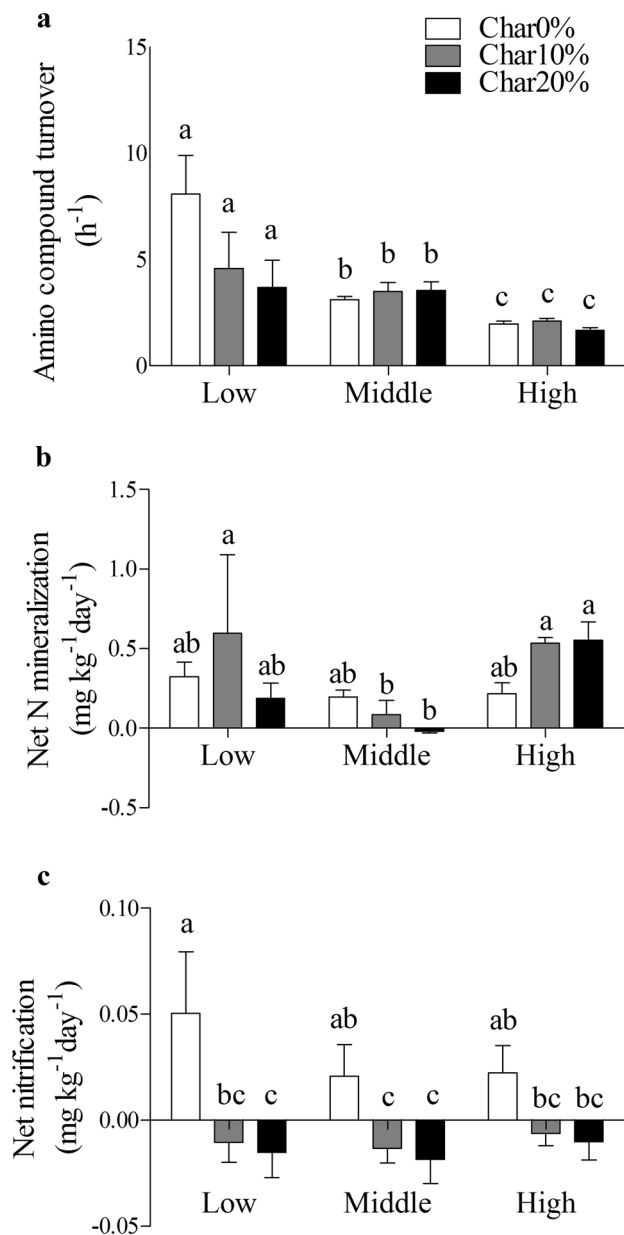 a
Char0%
Char10%
Char20%
Amino compound turnover
(h-1)
15
10
5
0
a
a
a
b
b
b
c
c
c
Low
Middle
High
b
Net N mineralization
(mg kg-1day-1)
1.5
1.0
0.5
0.0
-0.5
ab
a
ab
ab
b
b
ab
a
a
Low
Middle
High
c
Net nitrification
(mg kg-1day-1)
0.10
0.05
0.00
-0.05
a
bc
c
ab
c
c
ab
bc
bc
Low
Middle
High